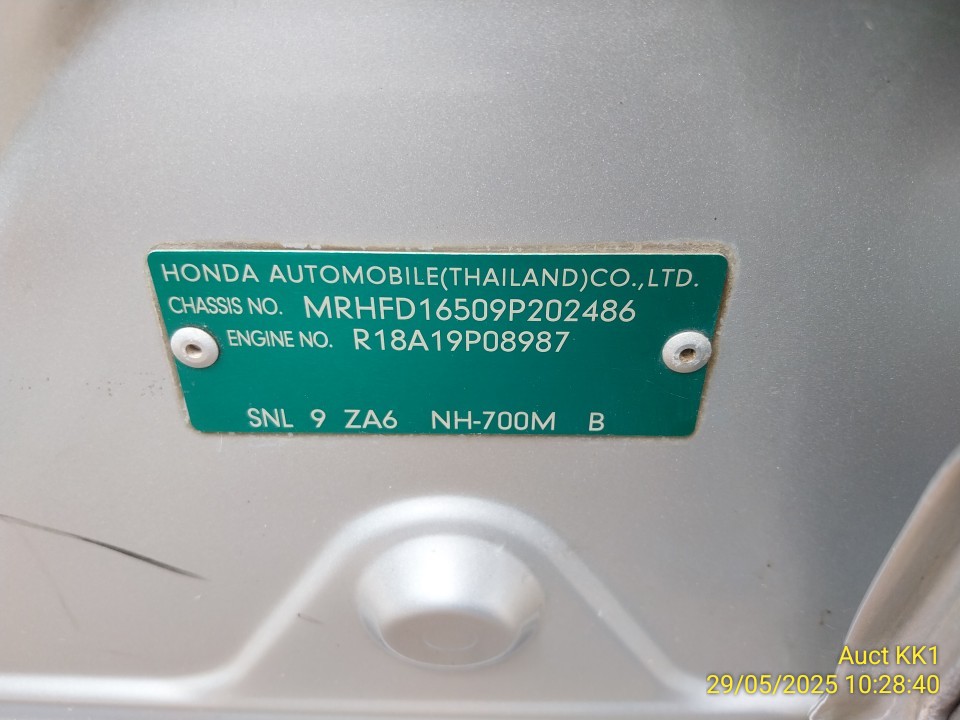 HONDA AUTOMOBILE(THAILAND)CO.,LTD.
CHASSIS NO. MRHFD16509P202486
ENGINE NO. R18A19P08987
SNL 9 ZA6 NH-700M B
Auct KK1
29/05/2025 10:28:40